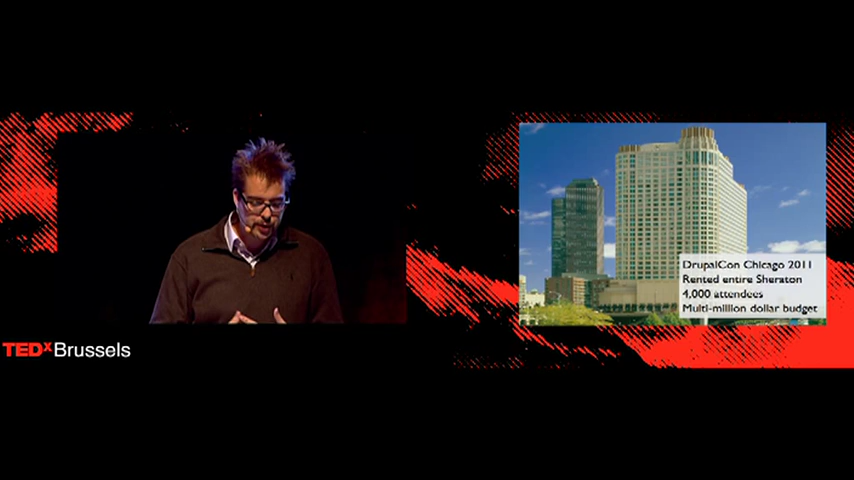 TEDxBrussels
DrupalCon Chicago 2011
Rented entire Sheraton
4,000 attendees
Multi-million dollar budget